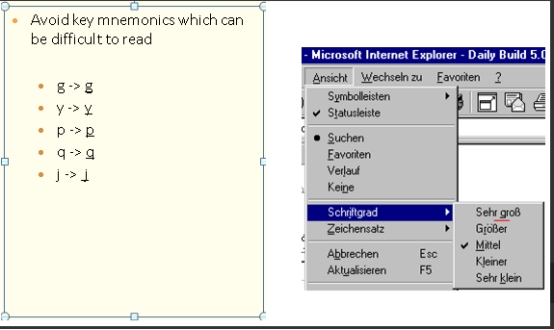 Avoid key mnemonics which can
be difficult to read
g -> g
y -> y
p -> p
q -> q
j -> j
- Microsoft Internet Explorer - Daily Build 5.0
Ansicht Wechseln zu Favoriten ?
Symbolleisten
Statusleiste
Suchen
Favoriten
Verlauf
Keine
Schriftgrad
Zeichensatz
Abbrechen Esc
Aktualisieren F5
Sehr groß
Größer
Mittel
Kleiner
Sehr klein